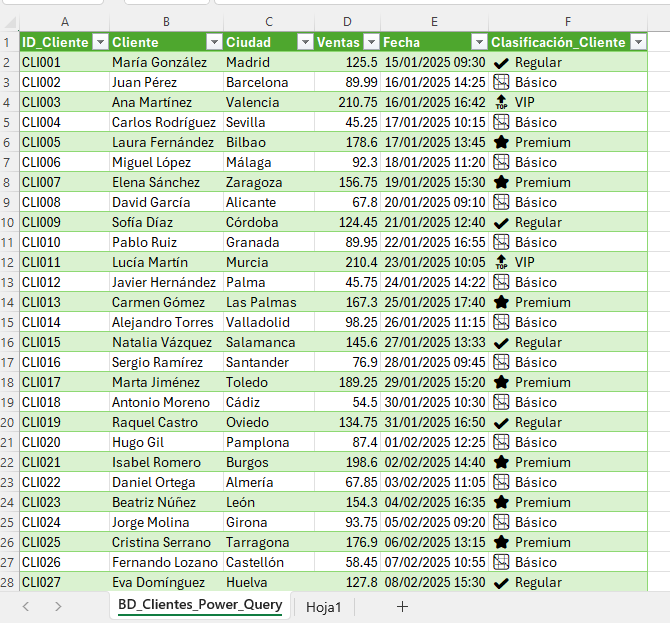 A B C D E F
1 ID_Cliente Cliente Ciudad Ventas Fecha Clasificación_Cliente
2 CLI001 María González Madrid 125.5 15/01/2025 09:30 Regular
3 CLI002 Juan Pérez Barcelona 89.99 16/01/2025 14:25 Básico
4 CLI003 Ana Martínez Valencia 210.75 16/01/2025 16:42 TOP VIP
5 CLI004 Carlos Rodríguez Sevilla 45.25 17/01/2025 10:15 Básico
6 CLI005 Laura Fernández Bilbao 178.6 17/01/2025 13:45 Premium
7 CLI006 Miguel López Málaga 92.3 18/01/2025 11:20 Básico
8 CLI007 Elena Sánchez Zaragoza 156.75 19/01/2025 15:30 Premium
9 CLI008 David García Alicante 67.8 20/01/2025 09:10 Básico
10 CLI009 Sofía Díaz Córdoba 124.45 21/01/2025 12:40 Regular
11 CLI010 Pablo Ruiz Granada 89.95 22/01/2025 16:55 Básico
12 CLI011 Lucía Martín Murcia 210.4 23/01/2025 10:05 TOP VIP
13 CLI012 Javier Hernández Palma 45.75 24/01/2025 14:22 Básico
14 CLI013 Carmen Gómez Las Palmas 167.3 25/01/2025 17:40 Premium
15 CLI014 Alejandro Torres Valladolid 98.25 26/01/2025 11:15 Básico
16 CLI015 Natalia Vázquez Salamanca 145.6 27/01/2025 13:33 Regular
17 CLI016 Sergio Ramírez Santander 76.9 28/01/2025 09:45 Básico
18 CLI017 Marta Jiménez Toledo 189.25 29/01/2025 15:20 Premium
19 CLI018 Antonio Moreno Cádiz 54.5 30/01/2025 10:30 Básico
20 CLI019 Raquel Castro Oviedo 134.75 31/01/2025 16:50 Regular
21 CLI020 Hugo Gil Pamplona 87.4 01/02/2025 12:25 Básico
22 CLI021 Isabel Romero Burgos 198.6 02/02/2025 14:40 Premium
23 CLI022 Daniel Ortega Almería 67.85 03/02/2025 11:05 Básico
24 CLI023 Beatriz Núñez León 154.3 04/02/2025 16:35 Premium
25 CLI024 Jorge Molina Girona 93.75 05/02/2025 09:20 Básico
26 CLI025 Cristina Serrano Tarragona 176.9 06/02/2025 13:15 Premium
27 CLI026 Fernando Lozano Castellón 58.45 07/02/2025 10:55 Básico
28 CLI027 Eva Domínguez Huelva 127.8 08/02/2025 15:30 Regular
BD_Clientes_Power_Query Hoja1